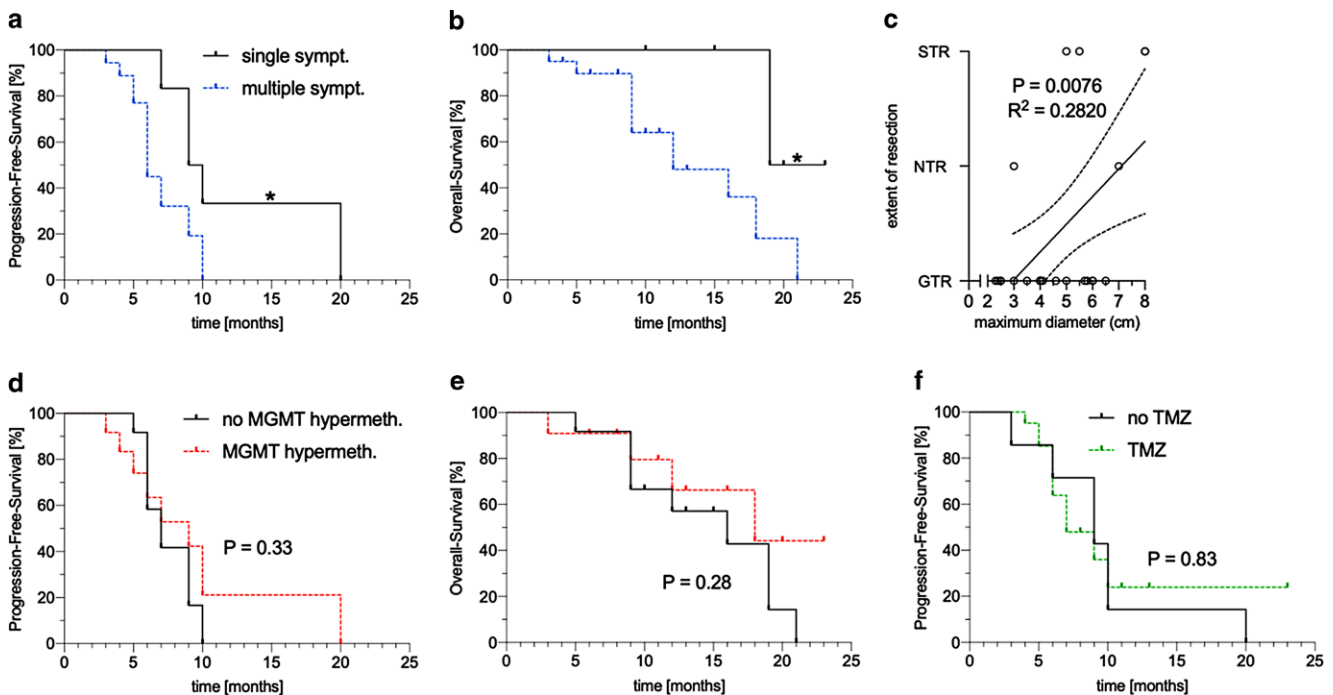 a
100
80
60
40
20
0
Progression-Free-Survival [%]
single sympt.
multiple sympt.
*
0 5 10 15 20 25
time [months]
b
100
80
60
40
20
0
Overall-Survival [%]
*
0 5 10 15 20 25
time [months]
c
STR
NTR
GTR
extent of resection
P = 0.0076
R² = 0.2820
0 2 3 4 5 6 7 8
maximum diameter (cm)
d
100
80
60
40
20
0
Progression-Free-Survival [%]
no MGMT hypermeth.
MGMT hypermeth.
P = 0.33
0 5 10 15 20 25
time [months]
e
100
80
60
40
20
0
Overall-Survival [%]
P = 0.28
0 5 10 15 20 25
time [months]
f
100
80
60
40
20
0
Progression-Free-Survival [%]
no TMZ
TMZ
P = 0.83
0 5 10 15 20 25
time [months]